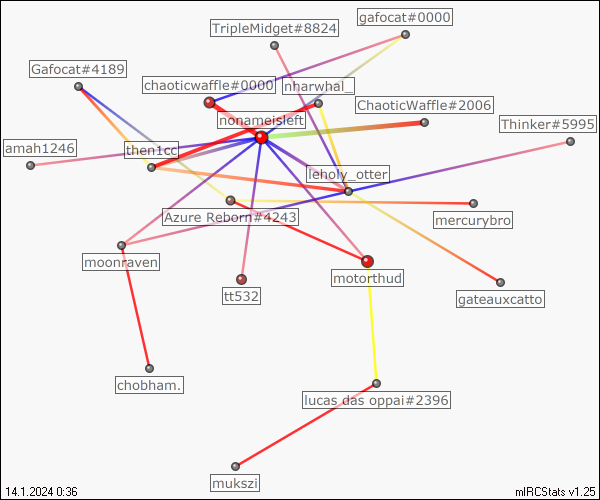 gafocat#0000
TripleMidget#8824
Gafocat#4189
chaoticwaffle#0000
nharwhal_
ChaoticWaffle#2006
nonameisleft
Thinker#5995
amah1246
then1cc
leholy_otter
Azure Reborn#4243
mercurybro
moonraven
motorthud
tt532
gateauxcatto
chobham.
lucas das oppai#2396
mukszi
14.1.2024 0:36
mIRCStats v1.25